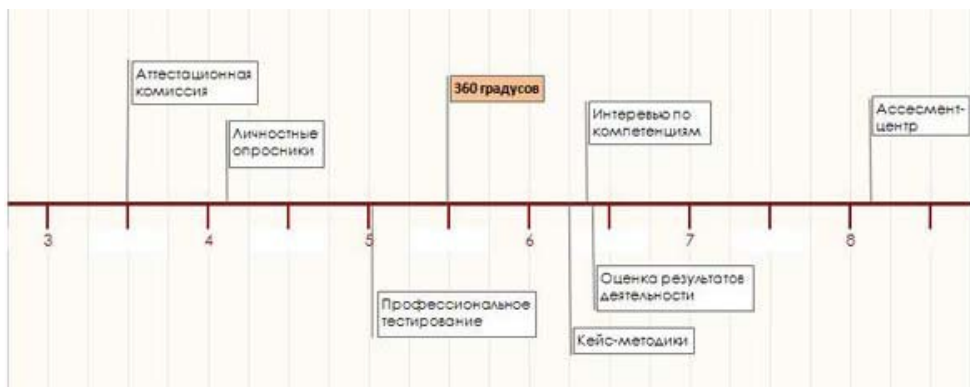 Аттестационная
комиссия
360 градусов
Личностные
опросники
Интеревью по
компетенциям
Ассесмент-
центр
3
4
5
6
7
8
Профессиональное
тестирование
Оценка результатов
деятельности
Кейс-методики